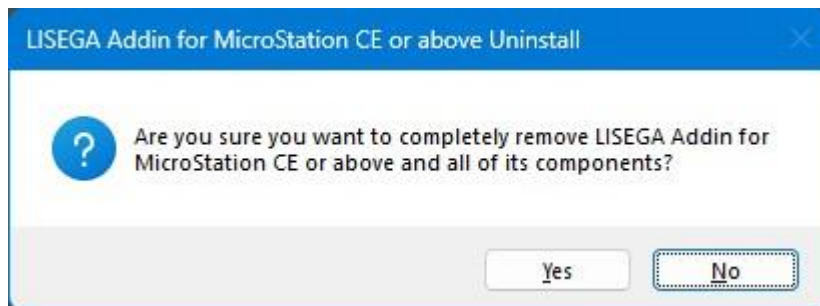 LISEGA Addin for MicroStation CE or above Uninstall
Are you sure you want to completely remove LISEGA Addin for
MicroStation CE or above and all of its components?
Yes
No